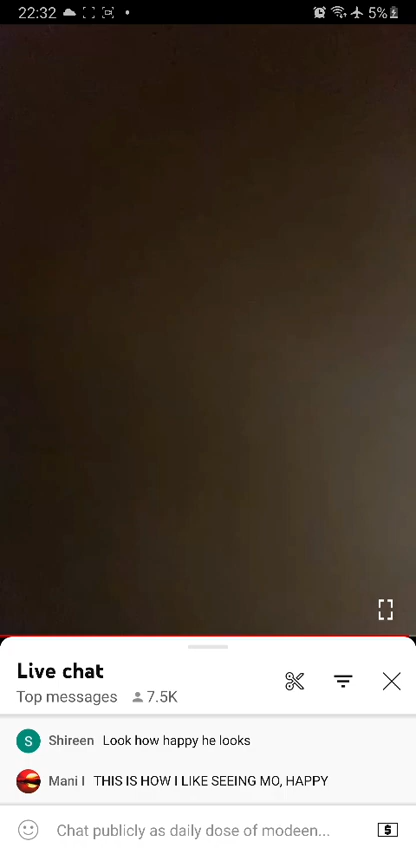 22:32 5%
Live chat
Top messages 7.5K
S Shireen Look how happy he looks
Mani I THIS IS HOW I LIKE SEEING MO, HAPPY
Chat publicly as daily dose of modeen... $